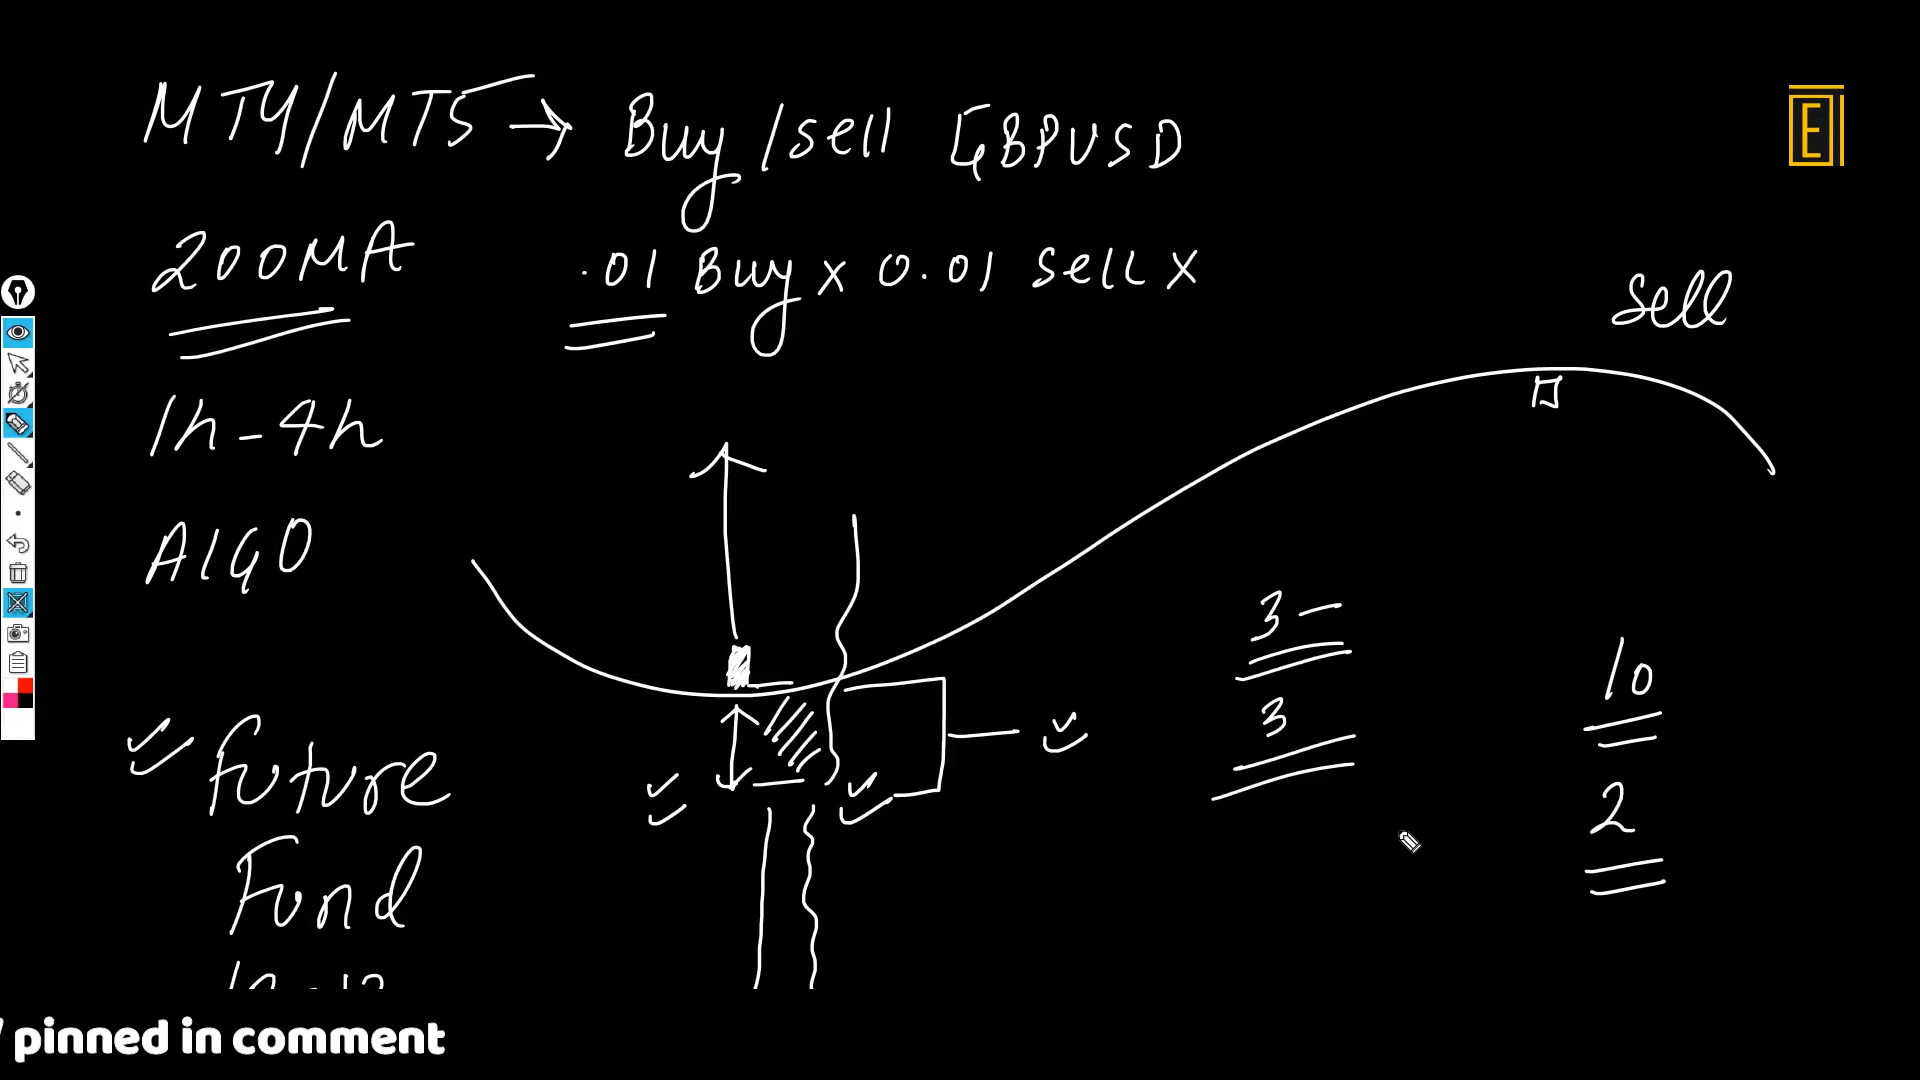 MT4/MT5 → Buy/sell GBPUSD
200MA
.01 Buy x 0.01 sell x
sell
1h-4h
ALGO
3 -
10
3
Future
2
Fund
pinned in comment
E